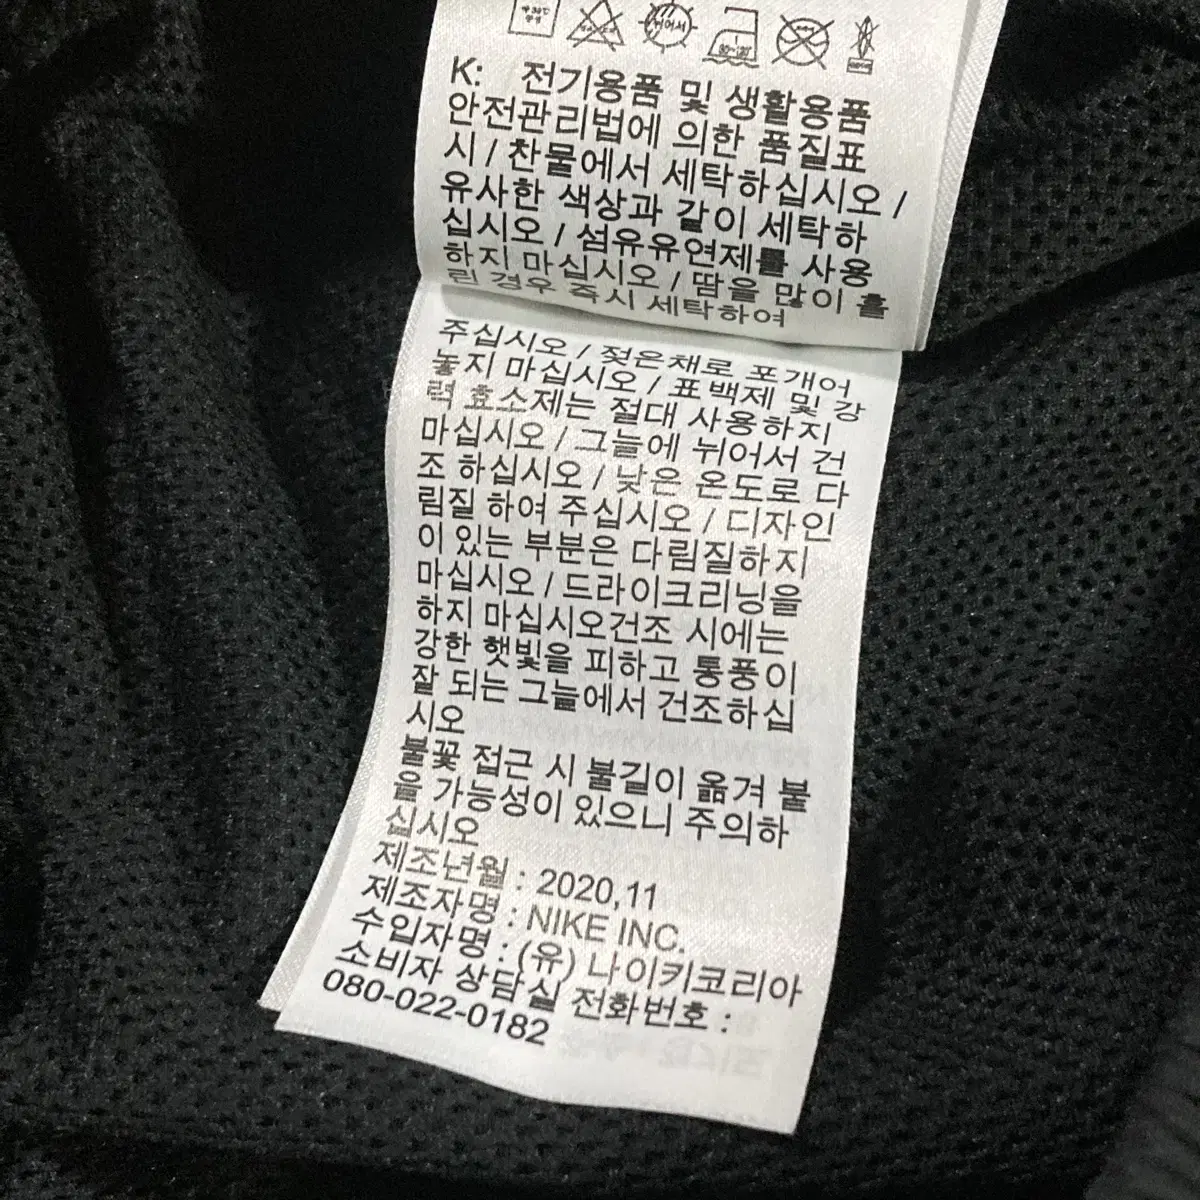 뉘어서
K: 전기용품 및 생활용품
안전관리법에 의한 품질표
시 / 찬물에서 세탁하십시오 /
유사한 색상과 같이 세탁하
십시오 / 섬유유연제를 사용
하지 마십시오 / 땀을 많이 흘
린 경우 즉시 세탁하여
주십시오 / 젖은채로 포개어
놓지 마십시오 / 표백제 및 강
력 효소제는 절대 사용하지
마십시오 / 그늘에 뉘어서 건
조 하십시오 / 낮은 온도로 다
림질 하여 주십시오 / 디자인
이 있는 부분은 다림질하지
마십시오 / 드라이크리닝을
하지 마십시오건조 시에는
강한 햇빛을 피하고 통풍이
잘 되는 그늘에서 건조하십
시오
불꽃 접근 시 불길이 옮겨 붙
을 가능성이 있으니 주의하
십시오
제조년월 : 2020,11
제조자명 : NIKE INC.
수입자명 : (유) 나이키코리아
소비자 상담실 전화번호 :
080-022-0182